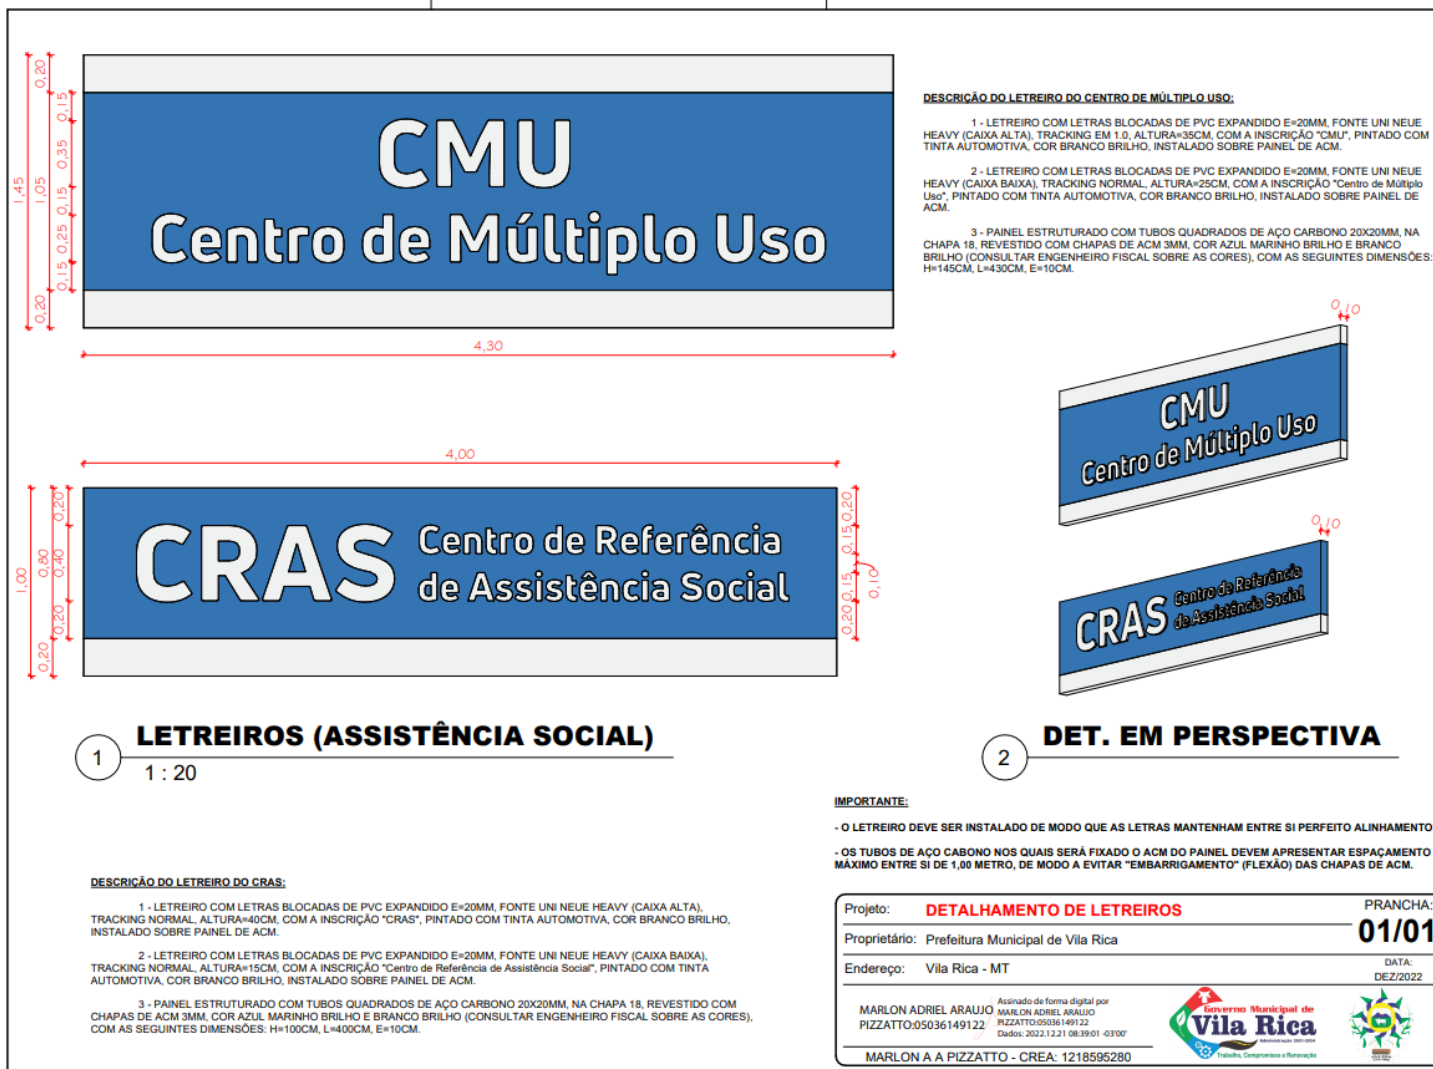 0,20
0,15
0,35
0,15
0,25
0,15
0,20
1,05
1,45
CMU
Centro de Múltiplo Uso
4,30
4,00
0,20
0,40
0,20
0,80
0,20
1,00
CRAS
Centro de Referência
de Assistência Social
0,20
0,15
0,10
0,15
0,20
1
LETREIROS (ASSISTÊNCIA SOCIAL)
1 : 20
DESCRIÇÃO DO LETREIRO DO CRAS:
1 - LETREIRO COM LETRAS BLOCADAS DE PVC EXPANDIDO E=20MM, FONTE UNI NEUE HEAVY (CAIXA ALTA),
TRACKING NORMAL, ALTURA=40CM, COM A INSCRIÇÃO "CRAS", PINTADO COM TINTA AUTOMOTIVA, COR BRANCO BRILHO,
INSTALADO SOBRE PAINEL DE ACM.
2 - LETREIRO COM LETRAS BLOCADAS DE PVC EXPANDIDO E=20MM, FONTE UNI NEUE HEAVY (CAIXA BAIXA),
TRACKING NORMAL, ALTURA=15CM, COM A INSCRIÇÃO "Centro de Referência de Assistência Social", PINTADO COM TINTA
AUTOMOTIVA, COR BRANCO BRILHO, INSTALADO SOBRE PAINEL DE ACM.
3 - PAINEL ESTRUTURADO COM TUBOS QUADRADOS DE AÇO CARBONO 20X20MM, NA CHAPA 18, REVESTIDO COM
CHAPAS DE ACM 3MM, COR AZUL MARINHO BRILHO E BRANCO BRILHO (CONSULTAR ENGENHEIRO FISCAL SOBRE AS CORES),
COM AS SEGUINTES DIMENSÕES: H=100CM, L=400CM, E=10CM.
DESCRIÇÃO DO LETREIRO DO CENTRO DE MÚLTIPLO USO:
1 - LETREIRO COM LETRAS BLOCADAS DE PVC EXPANDIDO E=20MM, FONTE UNI NEUE
HEAVY (CAIXA ALTA), TRACKING EM 1.0, ALTURA=35CM, COM A INSCRIÇÃO "CMU", PINTADO COM
TINTA AUTOMOTIVA, COR BRANCO BRILHO, INSTALADO SOBRE PAINEL DE ACM.
2 - LETREIRO COM LETRAS BLOCADAS DE PVC EXPANDIDO E=20MM, FONTE UNI NEUE
HEAVY (CAIXA BAIXA), TRACKING NORMAL, ALTURA=25CM, COM A INSCRIÇÃO "Centro de Múltiplo
Uso", PINTADO COM TINTA AUTOMOTIVA, COR BRANCO BRILHO, INSTALADO SOBRE PAINEL DE
ACM.
3 - PAINEL ESTRUTURADO COM TUBOS QUADRADOS DE AÇO CARBONO 20X20MM, NA
CHAPA 18, REVESTIDO COM CHAPAS DE ACM 3MM, COR AZUL MARINHO BRILHO E BRANCO
BRILHO (CONSULTAR ENGENHEIRO FISCAL SOBRE AS CORES), COM AS SEGUINTES DIMENSÕES:
H=145CM, L=430CM, E=10CM.
0,10
CMU
Centro de Múltiplo Uso
0,10
CRAS
Centro de Referência
de Assistência Social
2
DET. EM PERSPECTIVA
IMPORTANTE:
- O LETREIRO DEVE SER INSTALADO DE MODO QUE AS LETRAS MANTENHAM ENTRE SI PERFEITO ALINHAMENTO
- OS TUBOS DE AÇO CABONO NOS QUAIS SERÁ FIXADO O ACM DO PAINEL DEVEM APRESENTAR ESPAÇAMENTO
MÁXIMO ENTRE SI DE 1,00 METRO, DE MODO A EVITAR "EMBARRIGAMENTO" (FLEXÃO) DAS CHAPAS DE ACM.
Projeto: DETALHAMENTO DE LETREIROS
PRANCHA:
01/01
Proprietário: Prefeitura Municipal de Vila Rica
Endereço: Vila Rica - MT
DATA:
DEZ/2022
MARLON ADRIEL ARAUJO
PIZZATTO:05036149122
Assinado de forma digital por
MARLON ADRIEL ARAUJO
PIZZATTO:05036149122
Dados: 2022.12.21 08:39:01 -03'00'
MARLON A A PIZZATTO - CREA: 1218595280
Governo Municipal de
Vila Rica
Administração 2021-2024
Trabalho, Compromisso e Renovação